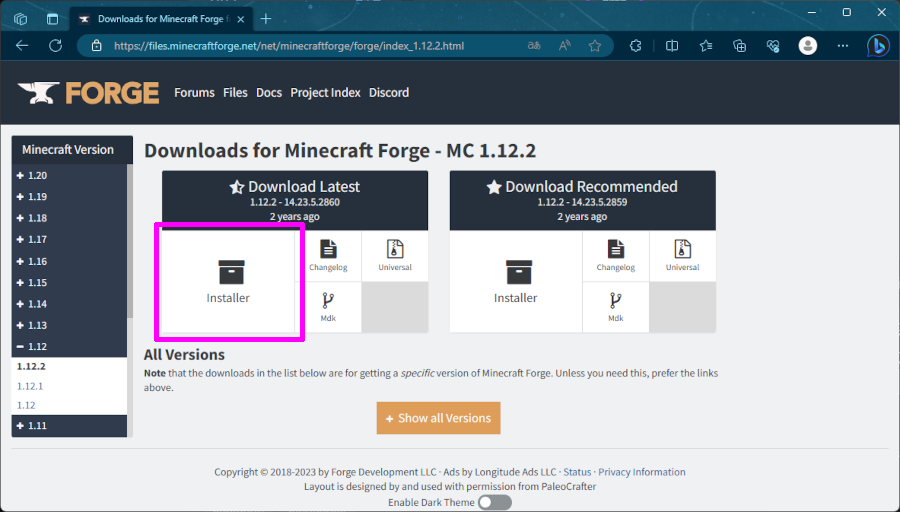 Downloads for Minecraft Forge f
https://files.minecraftforge.net/net/minecraftforge/forge/index_1.12.2.html
FORGE
Forums Files Docs Project Index Discord
Minecraft Version
1.20
1.19
1.18
1.17
1.16
1.15
1.14
1.13
1.12
1.12.2
1.12.1
1.12
1.11
Downloads for Minecraft Forge - MC 1.12.2
Download Latest
1.12.2 - 14.23.5.2860
2 years ago
Installer
Changelog
Universal
Mdk
Download Recommended
1.12.2 - 14.23.5.2859
2 years ago
Installer
Changelog
Universal
Mdk
All Versions
Note that the downloads in the list below are for getting a specific version of Minecraft Forge. Unless you need this, prefer the links
above.
+ Show all Versions
Copyright © 2018-2023 by Forge Development LLC · Ads by Longitude Ads LLC · Status · Privacy Information
Layout is designed by and used with permission from PaleoCrafter
Enable Dark Theme